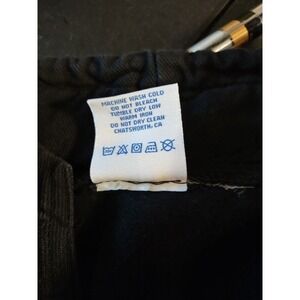 MACHINE WASH COLD
DO NOT BLEACH
TUMBLE DRY LOW
WARM IRON
DO NOT DRY CLEAN
CHATSWORTH, CA